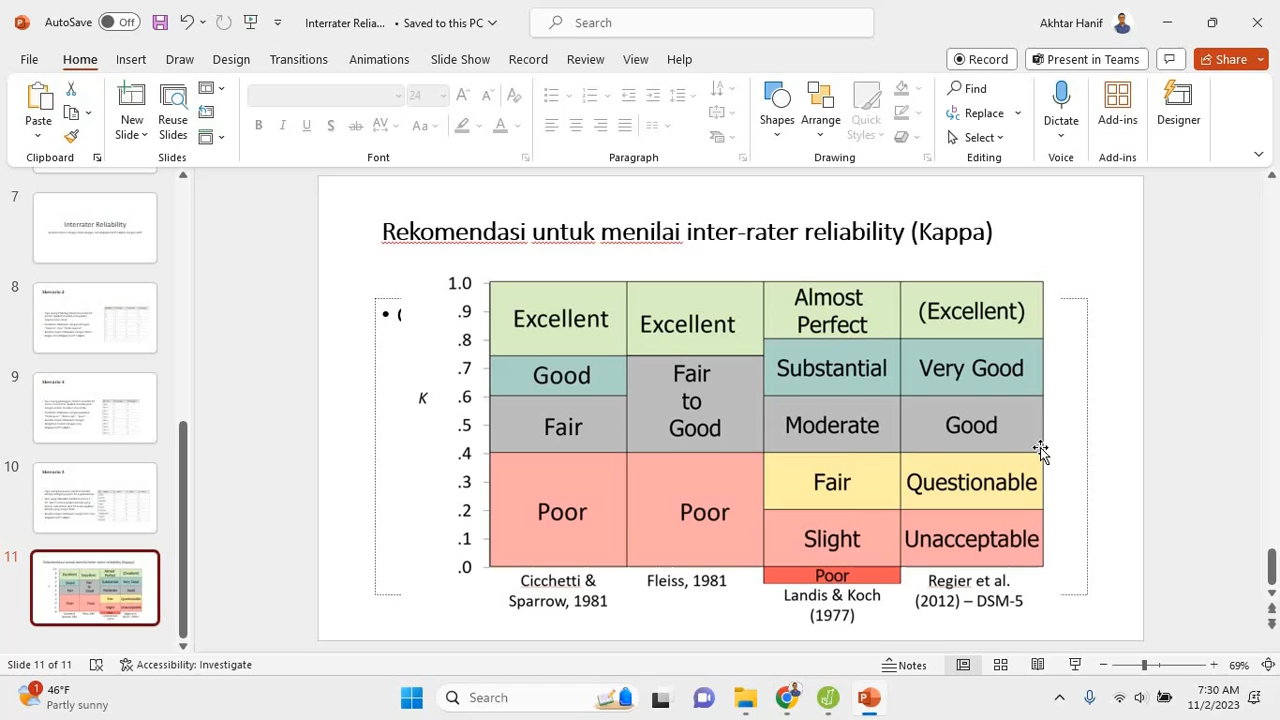 AutoSave Off Interrater Relia... • Saved to this PC Search Akhtar Hanif
File Home Insert Draw Design Transitions Animations Slide Show Record Review View Help Record Present in Teams Share
Paste New Slide Reuse Slides 24 Shapes Arrange Quick Styles Find Replace Select Dictate Add-ins Designer
Clipboard Slides Font Paragraph Drawing Editing Voice Add-ins
7
Interrater Reliability
8
9
10
11
Rekomendasi untuk menilai inter-rater reliability (Kappa)
1.0
.9
.8
.7
.6
K
.5
.4
.3
.2
.1
.0
Excellent
Good
Fair
Poor
Cicchetti &
Sparrow, 1981
Excellent
Fair
to
Good
Poor
Fleiss, 1981
Almost
Perfect
Substantial
Moderate
Fair
Slight
Poor
Landis & Koch
(1977)
(Excellent)
Very Good
Good
Questionable
Unacceptable
Regier et al.
(2012) – DSM-5
Slide 11 of 11 Accessibility: Investigate Notes 69%
1 46°F
Partly sunny
Search
7:30 AM
11/2/2023